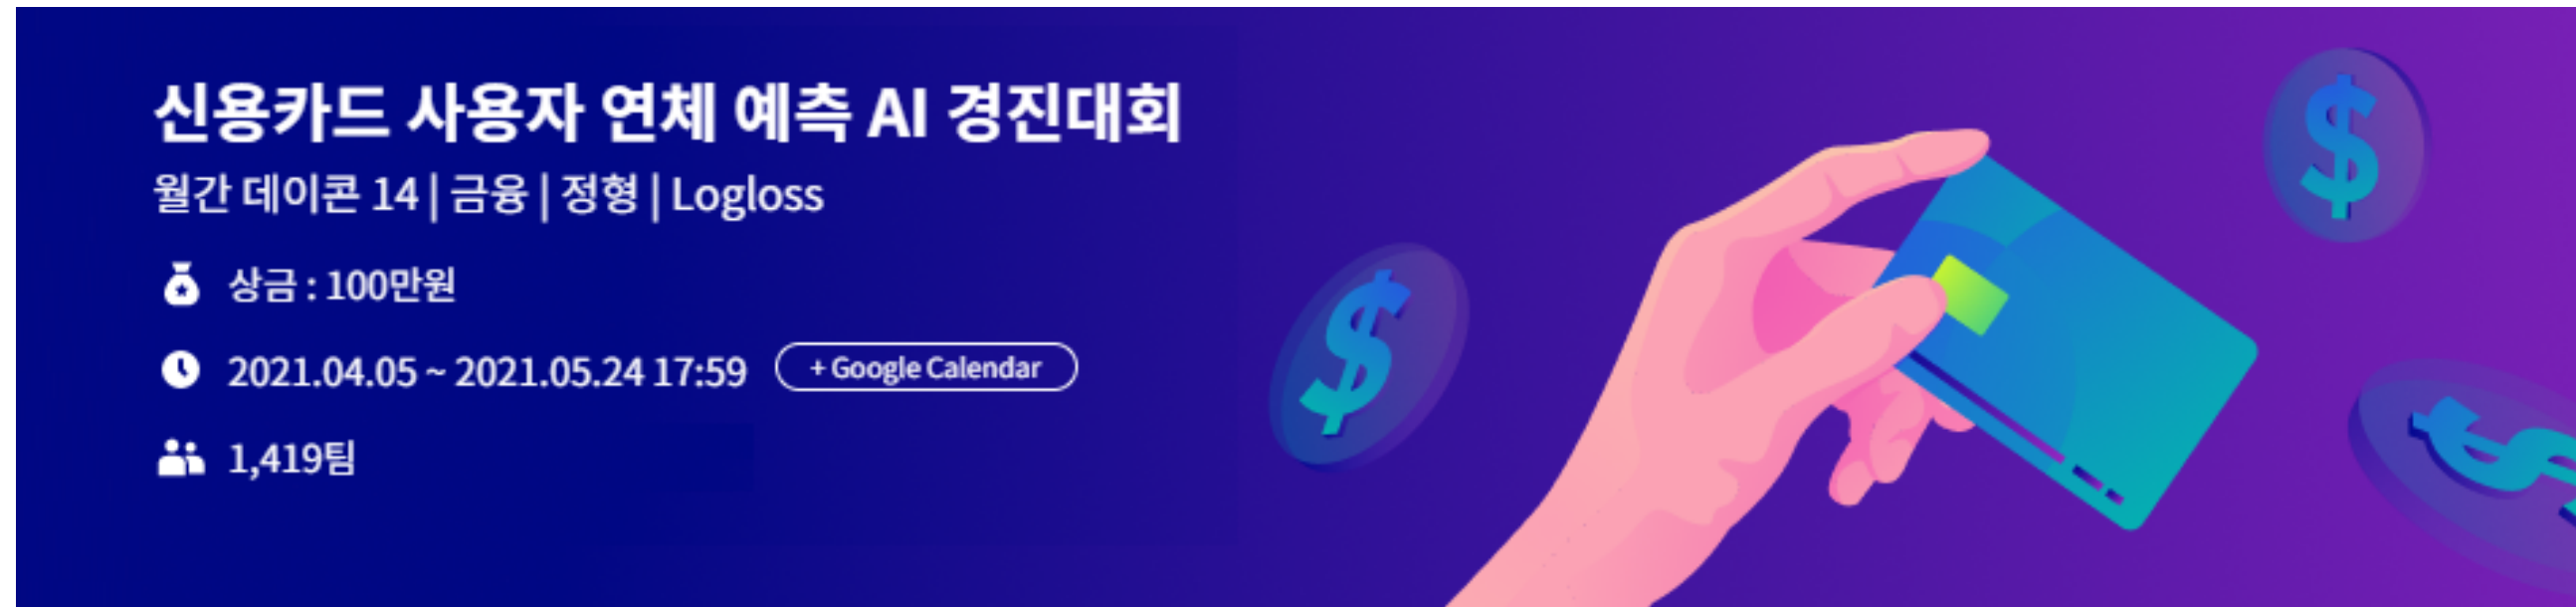 신용카드 사용자 연체 예측 AI 경진대회
월간 데이콘 14 | 금융 | 정형 | Logloss
상금 : 100만원
2021.04.05 ~ 2021.05.24 17:59 + Google Calendar
1,419팀